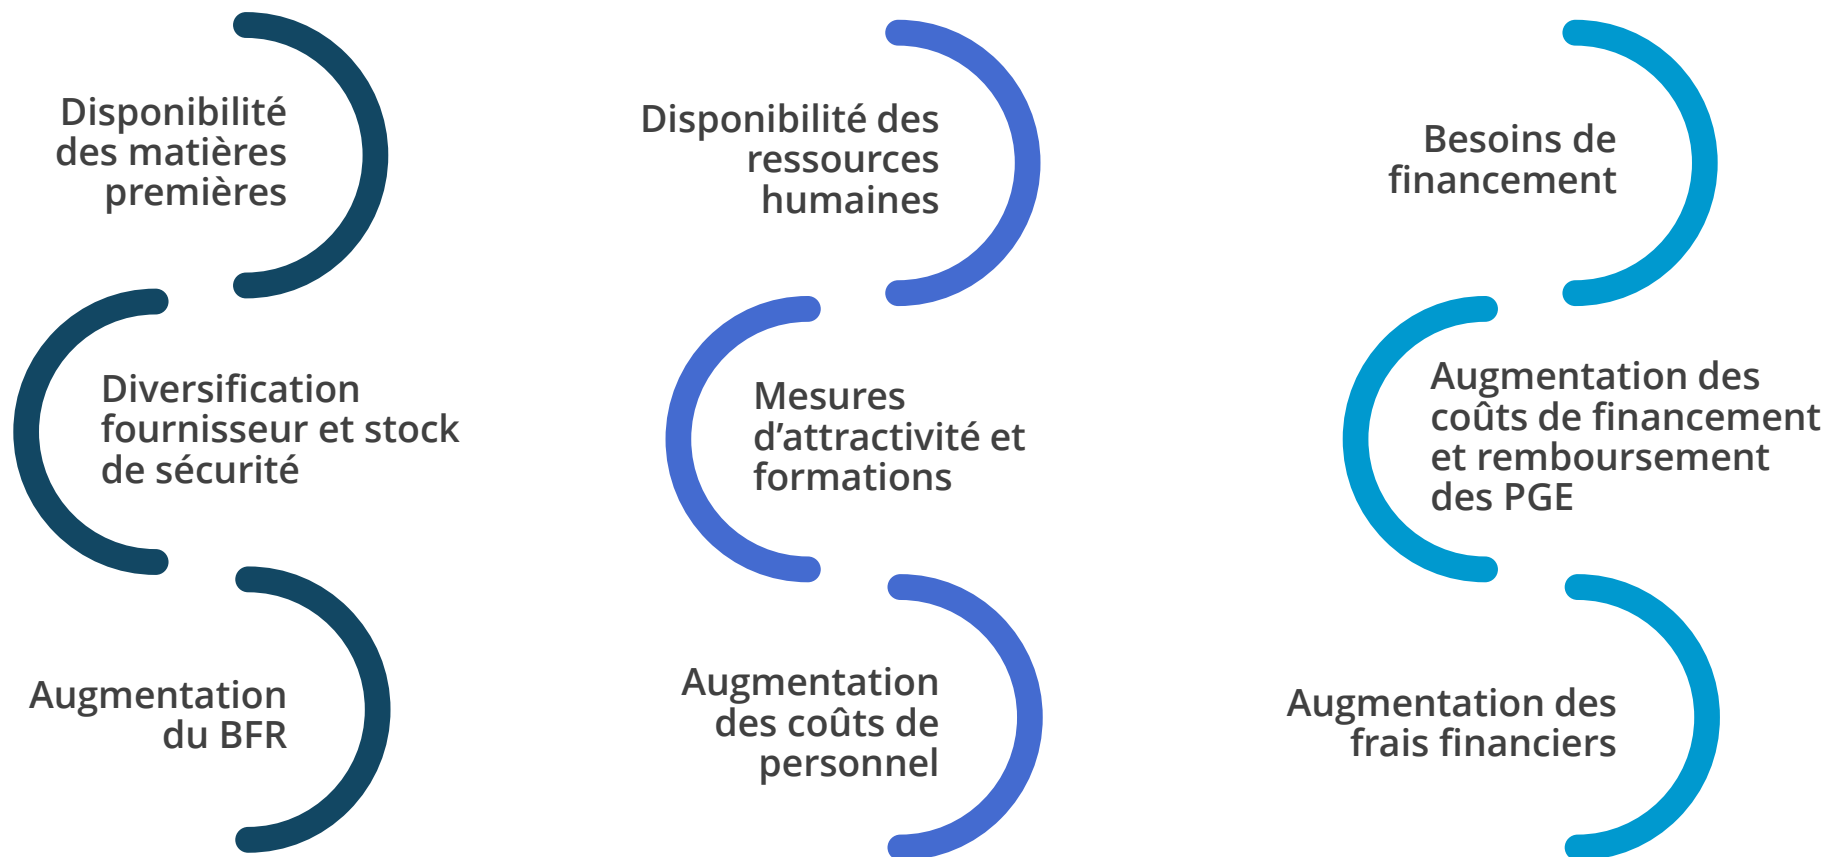 Disponibilité
des matières
premières
Diversification
fournisseur et stock
de sécurité
Augmentation
du BFR
Disponibilité des
ressources
humaines
Mesures
d’attractivité et
formations
Augmentation
des coûts de
personnel
Besoins de
financement
Augmentation des
coûts de financement
et remboursement
des PGE
Augmentation des
frais financiers